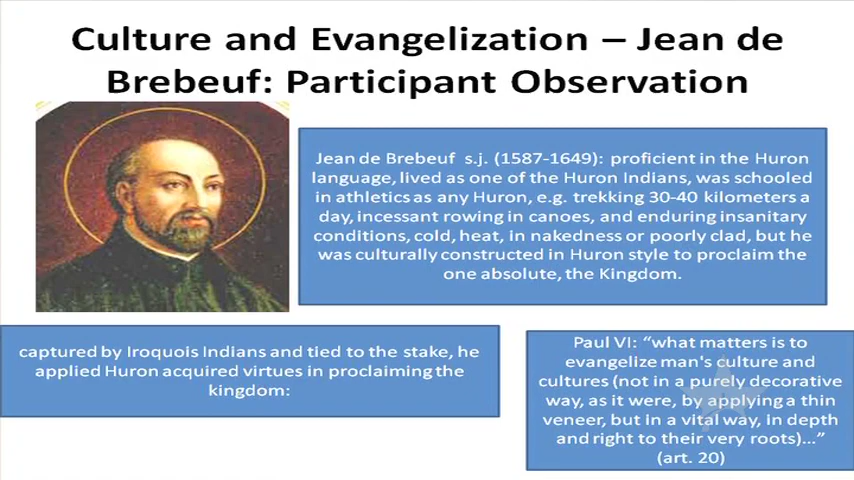 Culture and Evangelization – Jean de
Brebeuf: Participant Observation
Jean de Brebeuf s.j. (1587-1649): proficient in the Huron
language, lived as one of the Huron Indians, was schooled
in athletics as any Huron, e.g. trekking 30-40 kilometers a
day, incessant rowing in canoes, and enduring insanitary
conditions, cold, heat, in nakedness or poorly clad, but he
was culturally constructed in Huron style to proclaim the
one absolute, the Kingdom.
captured by Iroquois Indians and tied to the stake, he
applied Huron acquired virtues in proclaiming the
kingdom:
Paul VI: “what matters is to
evangelize man's culture and
cultures (not in a purely decorative
way, as it were, by applying a thin
veneer, but in a vital way, in depth
and right to their very roots)...”
(art. 20)